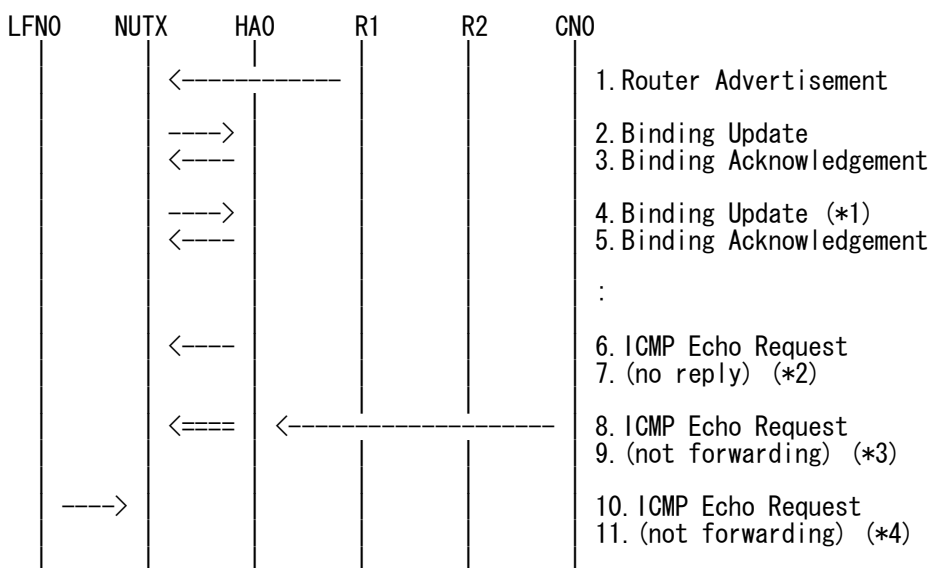 LFN0 NUTX HA0 R1 R2 CN0
1.Router Advertisement
2.Binding Update
3.Binding Acknowledgement
4.Binding Update (*1)
5.Binding Acknowledgement
:
6.ICMP Echo Request
7.(no reply) (*2)
8.ICMP Echo Request
9.(not forwarding) (*3)
10.ICMP Echo Request
11.(not forwarding) (*4)